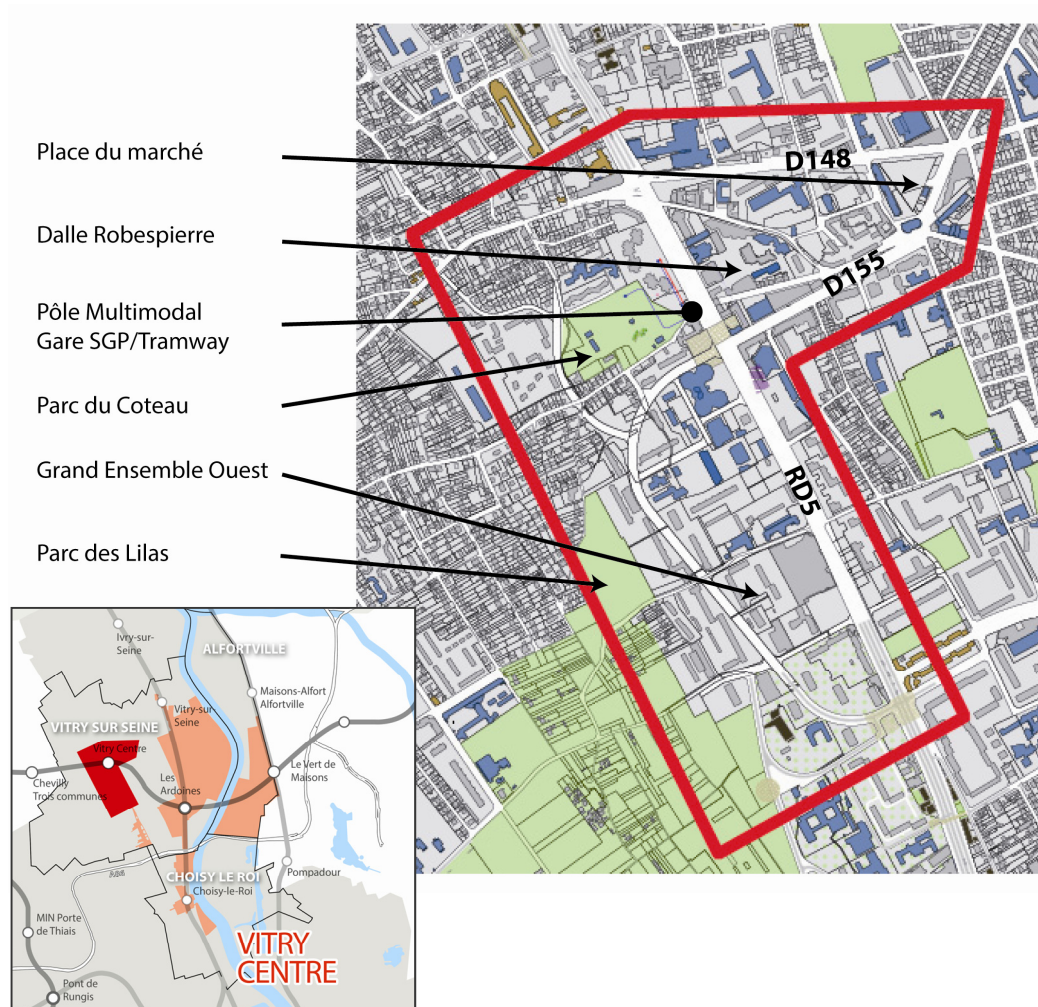 Place du marché
Dalle Robespierre
Pôle Multimodal
Gare SGP/Tramway
Parc du Coteau
Grand Ensemble Ouest
Parc des Lilas
D148
D155
RD5
Ivry-sur-
Seine
ALFORTVILLE
Maisons-Alfort
Alfortville
Vitry-sur-
Seine
VITRY SUR SEINE
Vitry Centre
Chevilly
Trois communes
Les
Ardoines
Le Vert de
Maisons
A86
CHOISY LE ROI
Choisy-le-Roi
Pompadour
MIN Porte
de Thiais
VITRY
CENTRE
Pont de
Rungis